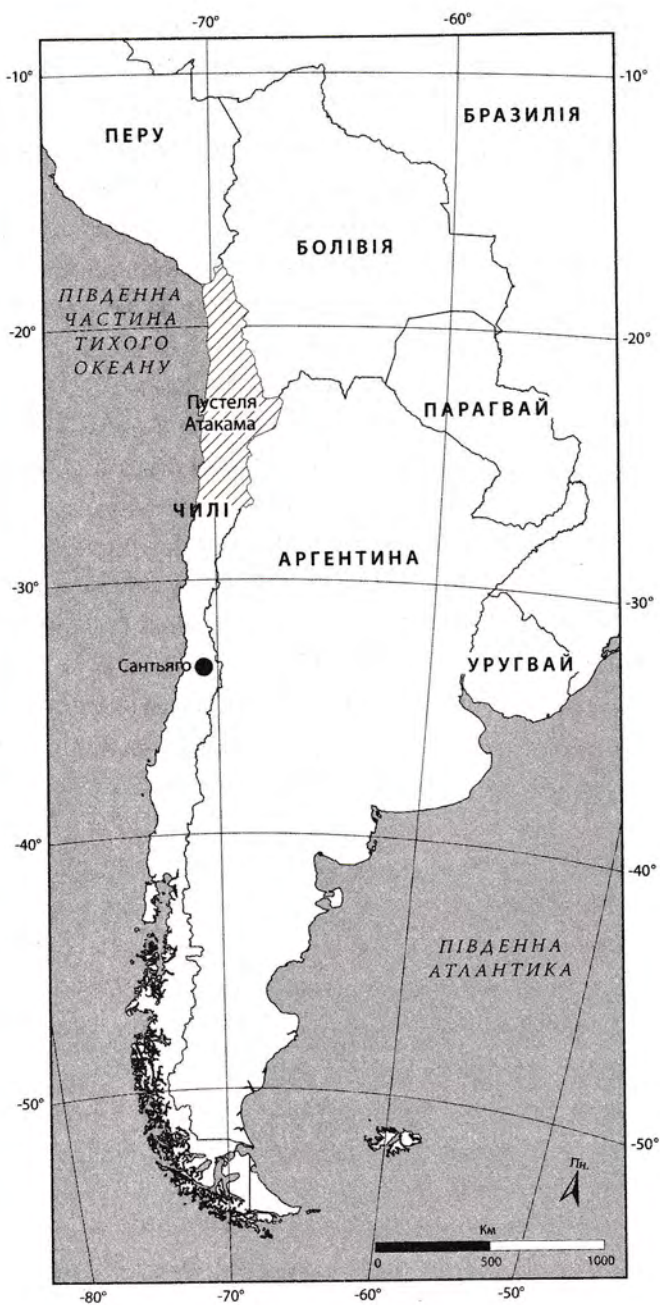 -70°
-60°
-10°
-10°
БРАЗИЛІЯ
ПЕРУ
БОЛІВІЯ
ПІВДЕННА
ЧАСТИНА
ТИХОГО
ОКЕАНУ
-20°
-20°
Пустеля
Атакама
ПАРАГВАЙ
ЧИЛІ
АРГЕНТИНА
-30°
-30°
Сантьяго
УРУГВАЙ
-40°
-40°
ПІВДЕННА
АТЛАНТИКА
-50°
-50°
Пн.
Км
0
500
1000
-80°
-70°
-60°
-50°